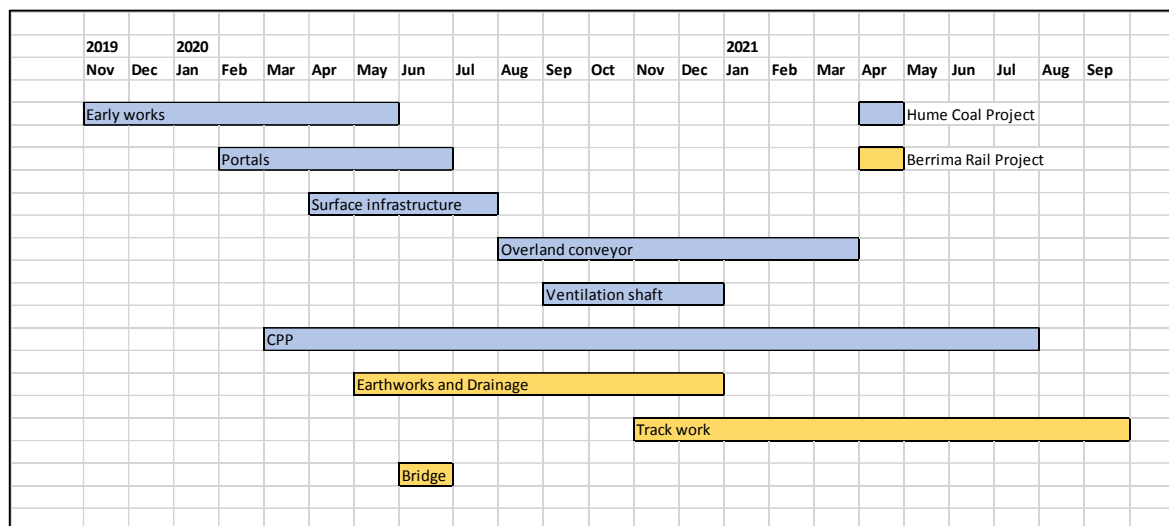 2019 2020 2021
Nov Dec Jan Feb Mar Apr May Jun Jul Aug Sep Oct Nov Dec Jan Feb Mar Apr May Jun Jul Aug Sep
Early works Hume Coal Project
Portals Berrima Rail Project
Surface infrastructure
Overland conveyor
Ventilation shaft
CPP
Earthworks and Drainage
Track work
Bridge